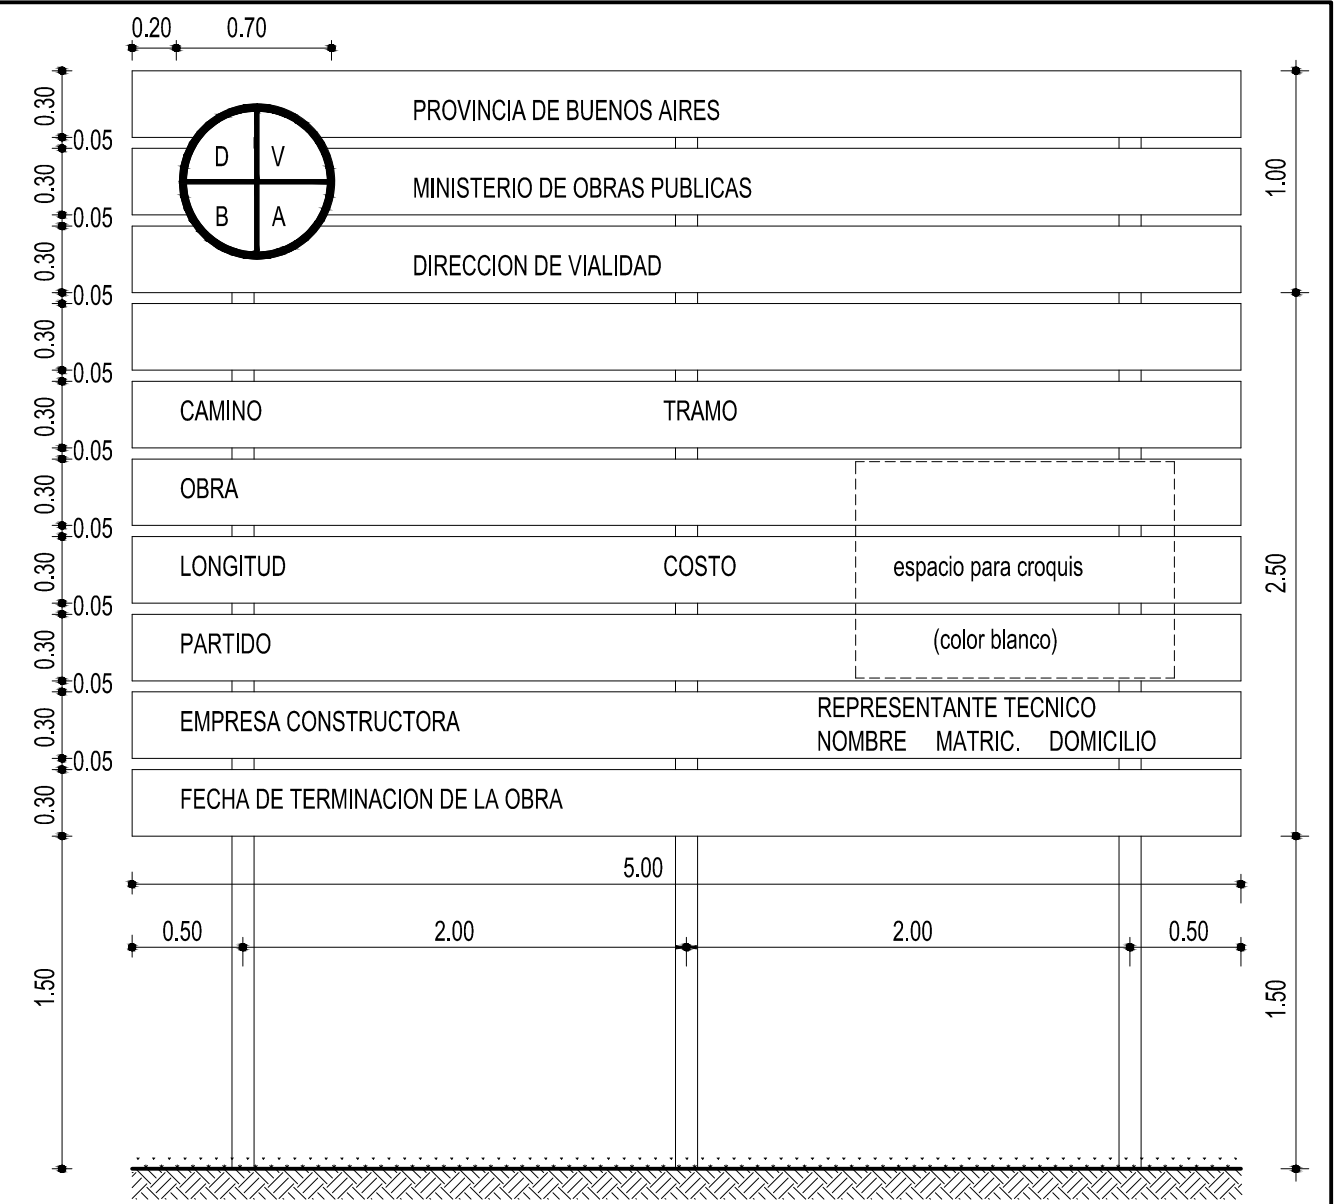 0.20 0.70
0.30
PROVINCIA DE BUENOS AIRES
0.05
D V
0.30
MINISTERIO DE OBRAS PUBLICAS
1.00
B A
0.05
0.30
DIRECCION DE VIALIDAD
0.05
0.30
0.05
0.30
CAMINO TRAMO
0.05
0.30
OBRA
0.05
0.30
LONGITUD COSTO espacio para croquis
2.50
0.05
0.30
PARTIDO (color blanco)
0.05
0.30
EMPRESA CONSTRUCTORA
REPRESENTANTE TECNICO
NOMBRE MATRIC. DOMICILIO
0.05
0.30
FECHA DE TERMINACION DE LA OBRA
5.00
0.50 2.00 2.00 0.50
1.50 1.50